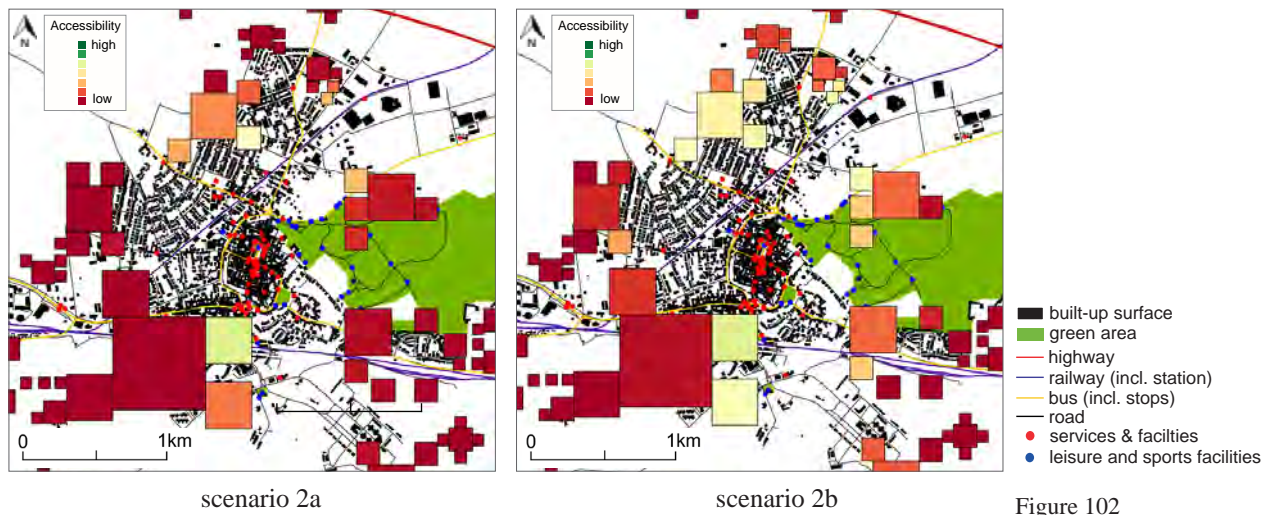 Accessibility
high
low
N
0
1km
scenario 2a
Accessibility
high
low
N
0
1km
scenario 2b
built-up surface
green area
highway
railway (incl. station)
bus (incl. stops)
road
services & facilties
leisure and sports facilities
Figure 102